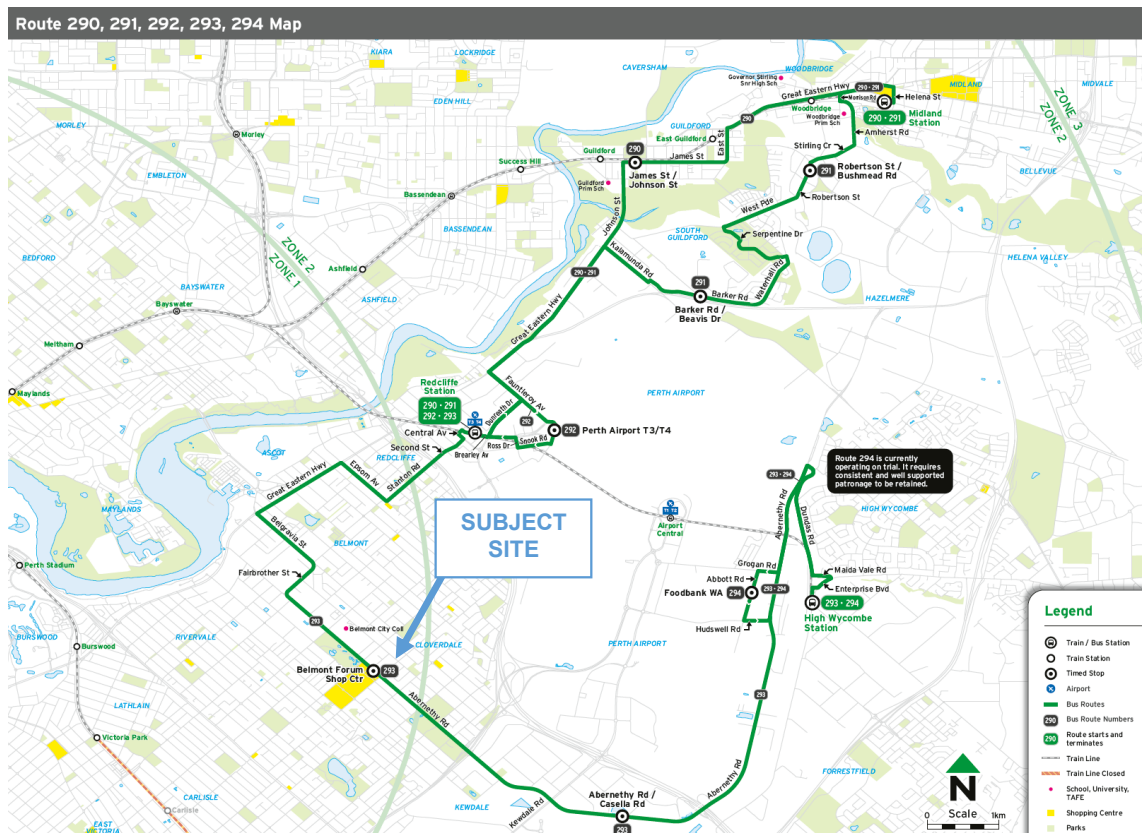 Route 290, 291, 292, 293, 294 Map
KIARA
LOCKRIDGE
CAVERSHAM
Governor Stirling
Snr High Sch
WOODBRIDGE
MIDLAND
MIDVALE
EDEN HILL
MORLEY
Morley
Great Eastern Hwy
290 · 291
Morrison Rd
Helena St
Woodbridge
Woodbridge
Prim Sch
290 · 291
Midland
Station
ZONE 3
ZONE 2
GUILDFORD
290
East Guildford
East St
Amherst Rd
Success Hill
Guildford
290
James St
James St /
Johnson St
Stirling Cr
291
Robertson St /
Bushmead Rd
BELLEVUE
EMBLETON
Bassendean
Guildford
Prim Sch
Robertson St
West Pde
BASSENDEAN
Johnson St
SOUTH
GUILDFORD
Serpentine Dr
HELENA VALLEY
ZONE 2
ZONE 1
BEDFORD
Ashfield
Kalamunda Rd
290 · 291
Waterhall Rd
BAYSWATER
ASHFIELD
291
Barker Rd
Barker Rd /
Beavis Dr
HAZELMERE
Bayswater
Great Eastern Hwy
Meltham
Maylands
Redcliffe
Station
290 · 291
292 · 293
T3 T4
Fauntleroy Av
PERTH AIRPORT
Dunreath Dr
292
292
Perth Airport T3/T4
Central Av
Second St
Brearley Av
Ross Dr
Snook Rd
ASCOT
REDCLIFFE
Great Eastern Hwy
Epsom Av
Stanton Rd
Route 294 is currently
operating on trial. It requires
consistent and well supported
patronage to be retained.
293 · 294
MAYLANDS
SUBJECT
SITE
T1 T2
Airport
Central
Abernethy Rd
Dundas Rd
HIGH WYCOMBE
Belgravia St
BELMONT
Perth Stadium
Fairbrother St
Grogan Rd
Abbott Rd
Foodbank WA
294
293 · 294
Maida Vale Rd
Enterprise Bvd
293 · 294
High Wycombe
Station
Hudswell Rd
293
Belmont City Coll
BURSWOOD
RIVERVALE
Burswood
CLOVERDALE
PERTH AIRPORT
Belmont Forum
Shop Ctr
293
Abernethy Rd
293
LATHLAIN
Victoria Park
Abernethy Rd
FORRESTFIELD
CARLISLE
Carlisle
EAST
VICTORIA
KEWDALE
Kewdale Rd
Abernethy Rd /
Casella Rd
293
N
0 Scale 1km
Legend
Train / Bus Station
Train Station
Timed Stop
Airport
Bus Routes
290
Bus Route Numbers
290
Route starts and
terminates
Train Line
Train Line Closed
School, University,
TAFE
Shopping Centre
Parks